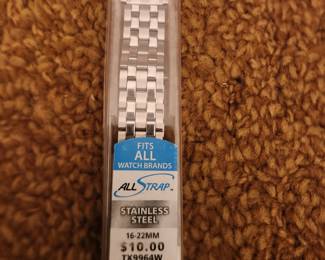 FITS
ALL
WATCH BRANDS
ALL STRAP
STAINLESS
STEEL
16-22MM
$10.00
TX9964W